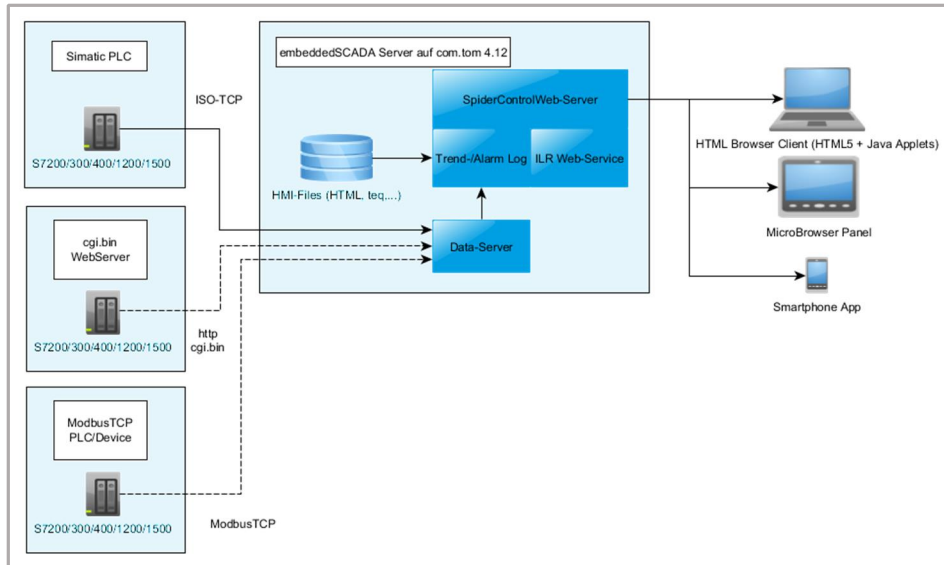 Simatic PLC
S7200/300/400/1200/1500
ISO-TCP
cgi.bin
WebServer
S7200/300/400/1200/1500
http
cgi.bin
ModbusTCP
PLC/Device
S7200/300/400/1200/1500
ModbusTCP
embeddedSCADA Server auf com.tom 4.12
SpiderControlWeb-Server
Trend-/Alarm Log
ILR Web-Service
HMI-Files (HTML, teq,...)
Data-Server
HTML Browser Client (HTML5 + Java Applets)
MicroBrowser Panel
Smartphone App